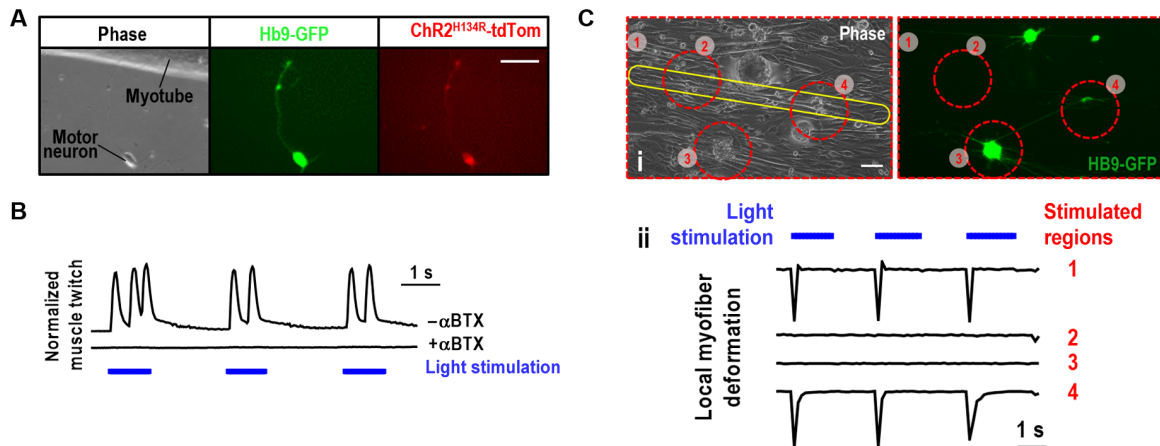 A
Phase
Hb9-GFP
ChR2H134R-tdTom
Myotube
Motor
neuron
B
Normalized
muscle twitch
1 s
−αBTX
+αBTX
Light stimulation
C
Phase
1
2
3
4
i
1
2
3
4
HB9-GFP
ii
Light
stimulation
Stimulated
regions
Local myofiber
deformation
1
2
3
4
1 s